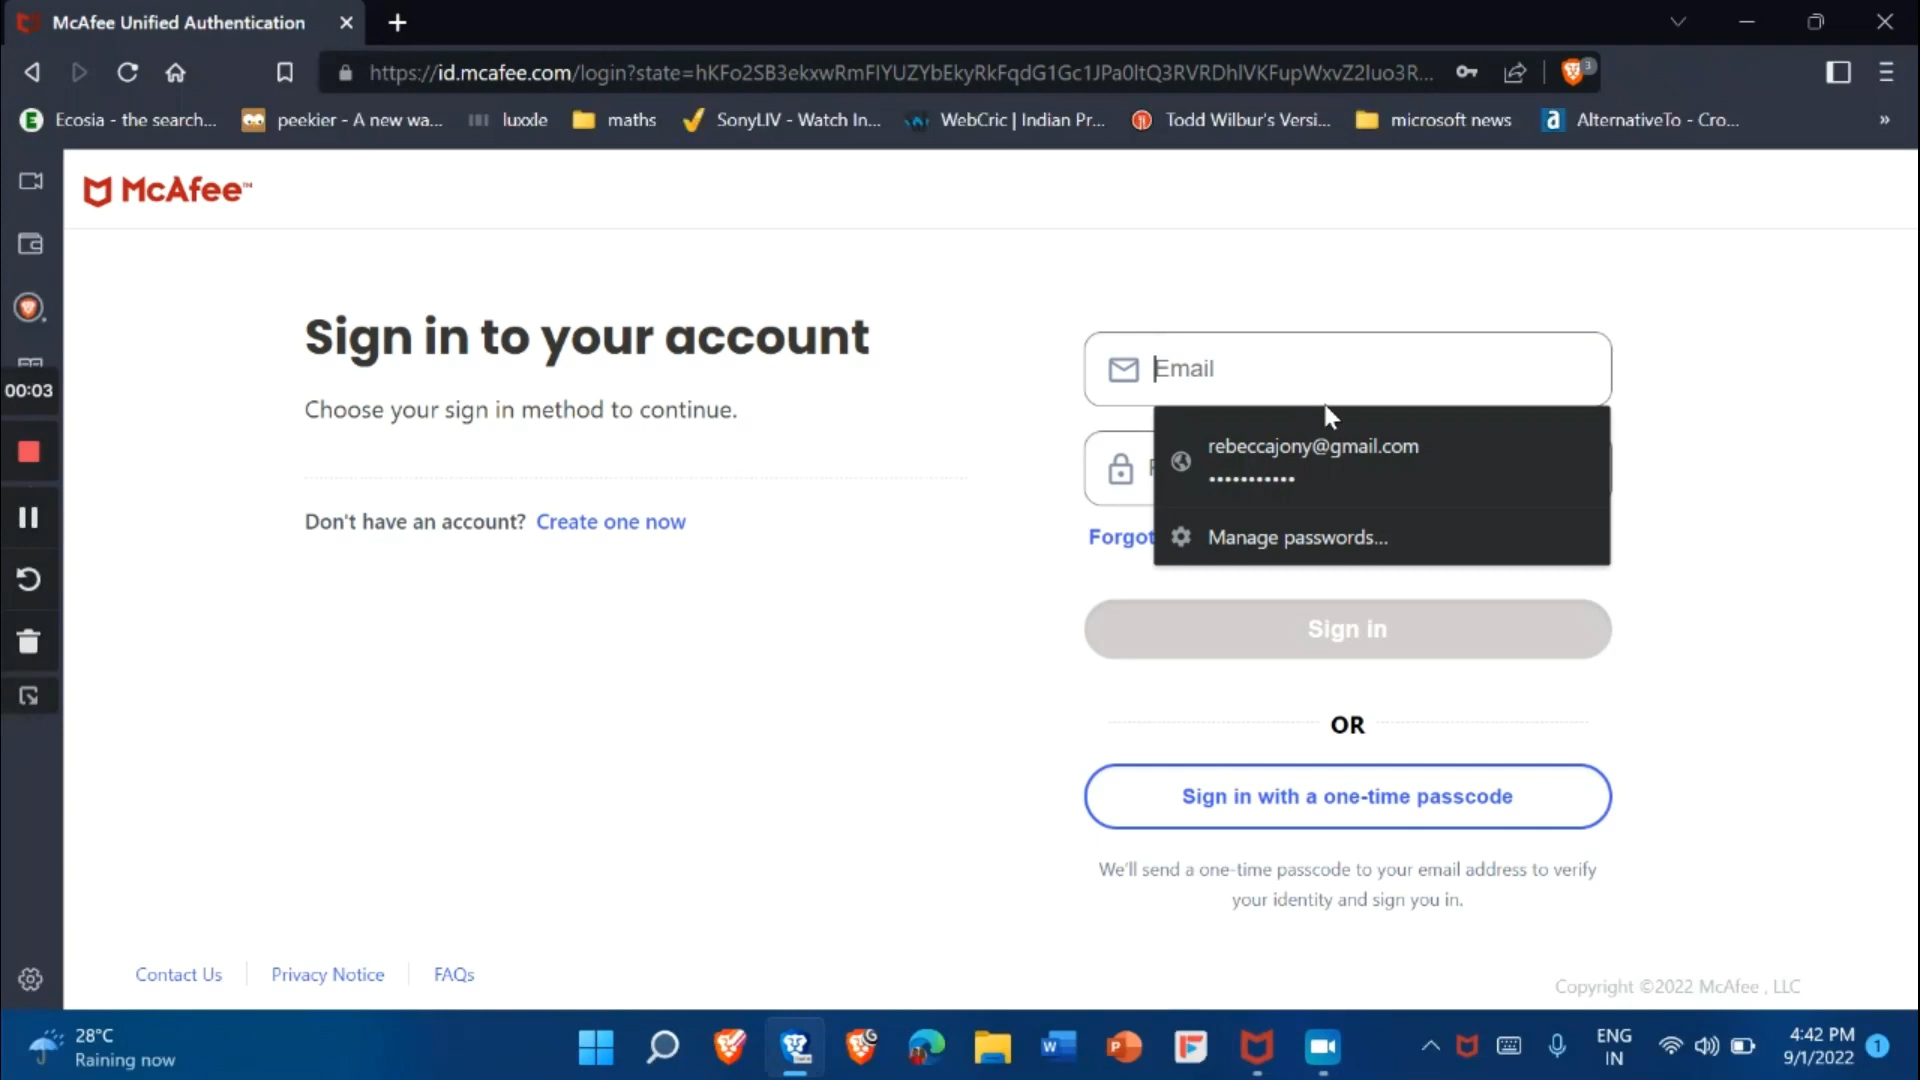 McAfee Unified Authentication
https://id.mcafee.com/login?state=
Ecosia - the search...
peekier - A new wa...
luxxle
maths
SonyLIV - Watch In...
WebCric | Indian Pr...
Todd Wilbur's Versi...
microsoft news
AlternativeTo - Cro...
McAfee™
Sign in to your account
Choose your sign in method to continue.
Don't have an account? Create one now
Email
rebeccajony@gmail.com
•••••••••••
Forgot
Manage passwords...
Sign in
OR
Sign in with a one-time passcode
We'll send a one-time passcode to your email address to verify
your identity and sign you in.
00:03
Contact Us
Privacy Notice
FAQs
Copyright ©2022 McAfee , LLC
28°C
Raining now
ENG
IN
4:42 PM
9/1/2022
1